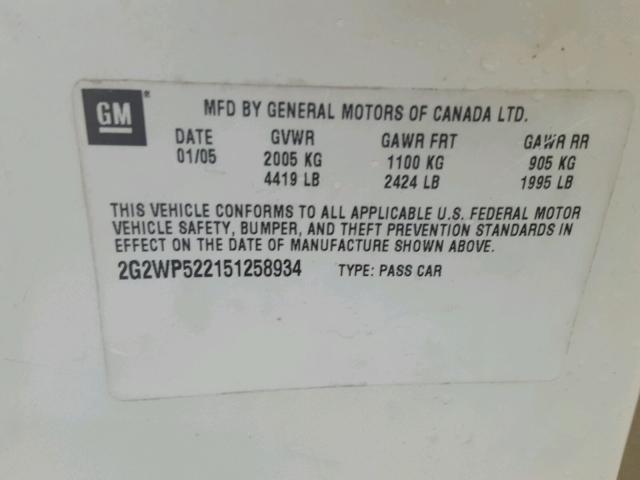 GM ®
MFD BY GENERAL MOTORS OF CANADA LTD.
DATE GVWR GAWR FRT GAWR RR
01/05 2005 KG 1100 KG 905 KG
4419 LB 2424 LB 1995 LB
THIS VEHICLE CONFORMS TO ALL APPLICABLE U.S. FEDERAL MOTOR
VEHICLE SAFETY, BUMPER, AND THEFT PREVENTION STANDARDS IN
EFFECT ON THE DATE OF MANUFACTURE SHOWN ABOVE.
2G2WP522151258934 TYPE: PASS CAR